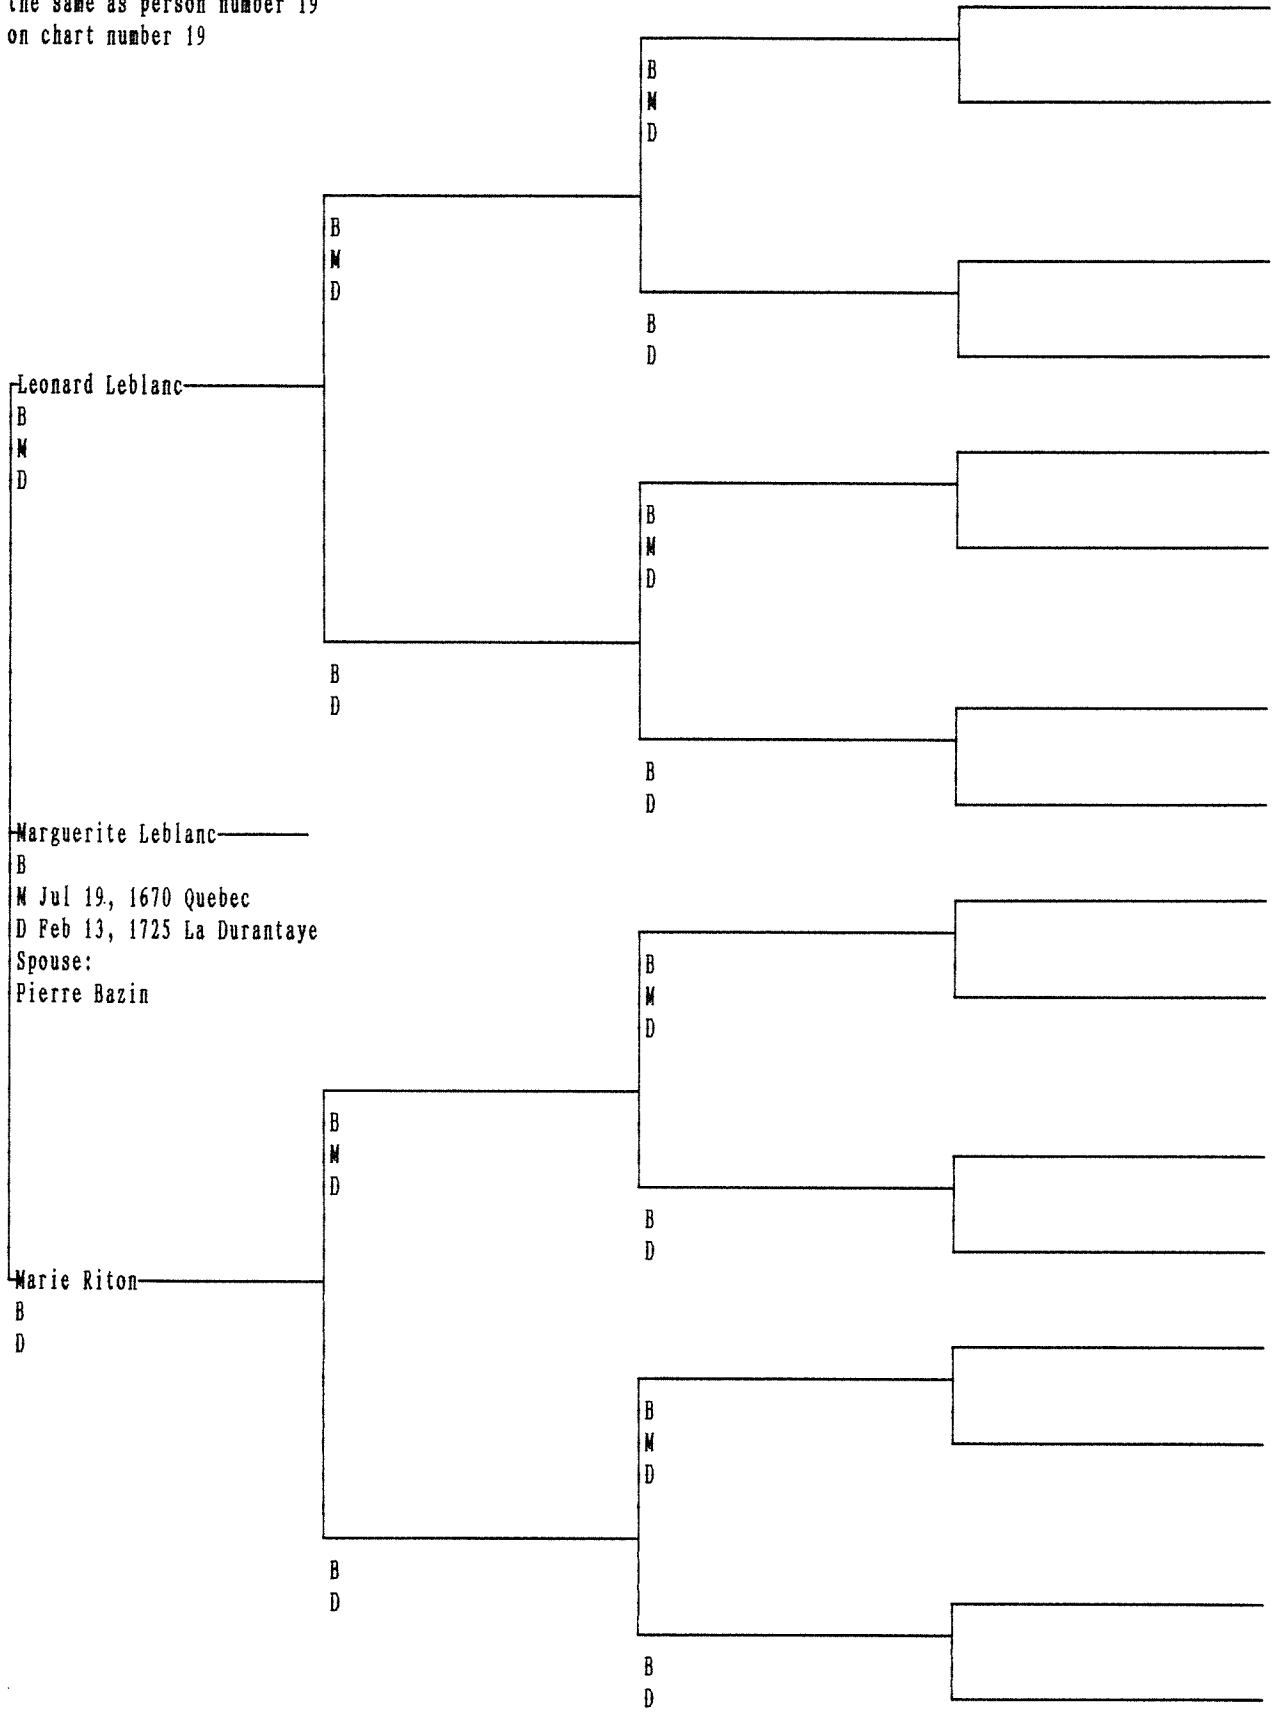 the same as person number 19
on chart number 19
B
M
D
B
M
D
B
D
Leonard Leblanc
B
M
D
B
M
D
B
D
B
D
Marguerite Leblanc
B
M Jul 19, 1670 Quebec
D Feb 13, 1725 La Durantaye
Spouse:
Pierre Bazin
B
M
D
B
M
D
B
D
Marie Riton
B
D
B
M
D
B
D
B
D